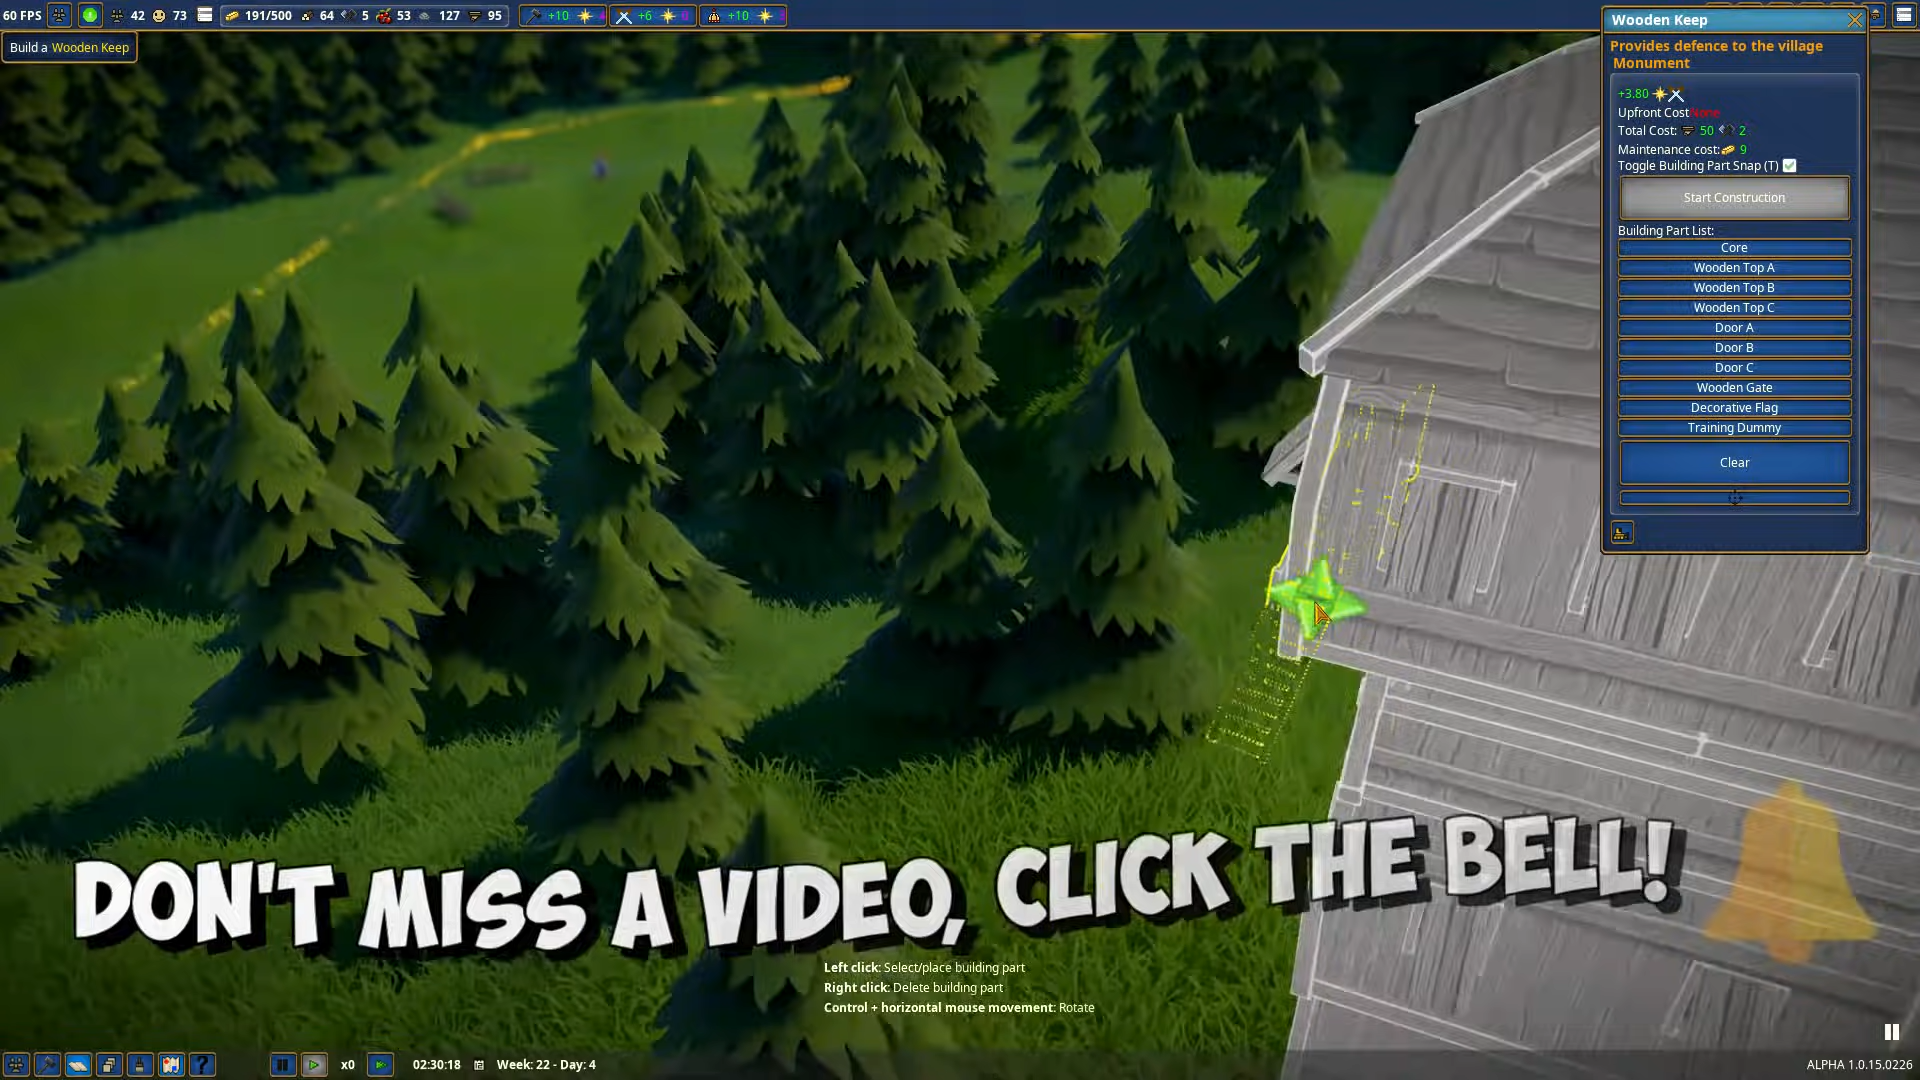 60 FPS
42
73
191/500
64
5
53
127
95
+10
+6
+10
Build a Wooden Keep
Wooden Keep
Provides defence to the village
Monument
+3.80
Upfront CostNone
Total Cost: 50 2
Maintenance cost: 9
Toggle Building Part Snap (T)
Start Construction
Building Part List:
Core
Wooden Top A
Wooden Top B
Wooden Top C
Door A
Door B
Door C
Wooden Gate
Decorative Flag
Training Dummy
Clear
DON'T MISS A VIDEO, CLICK THE BELL!
Left click: Select/place building part
Right click: Delete building part
Control + horizontal mouse movement: Rotate
x0
02:30:18
Week: 22 - Day: 4
ALPHA 1.0.15.0226